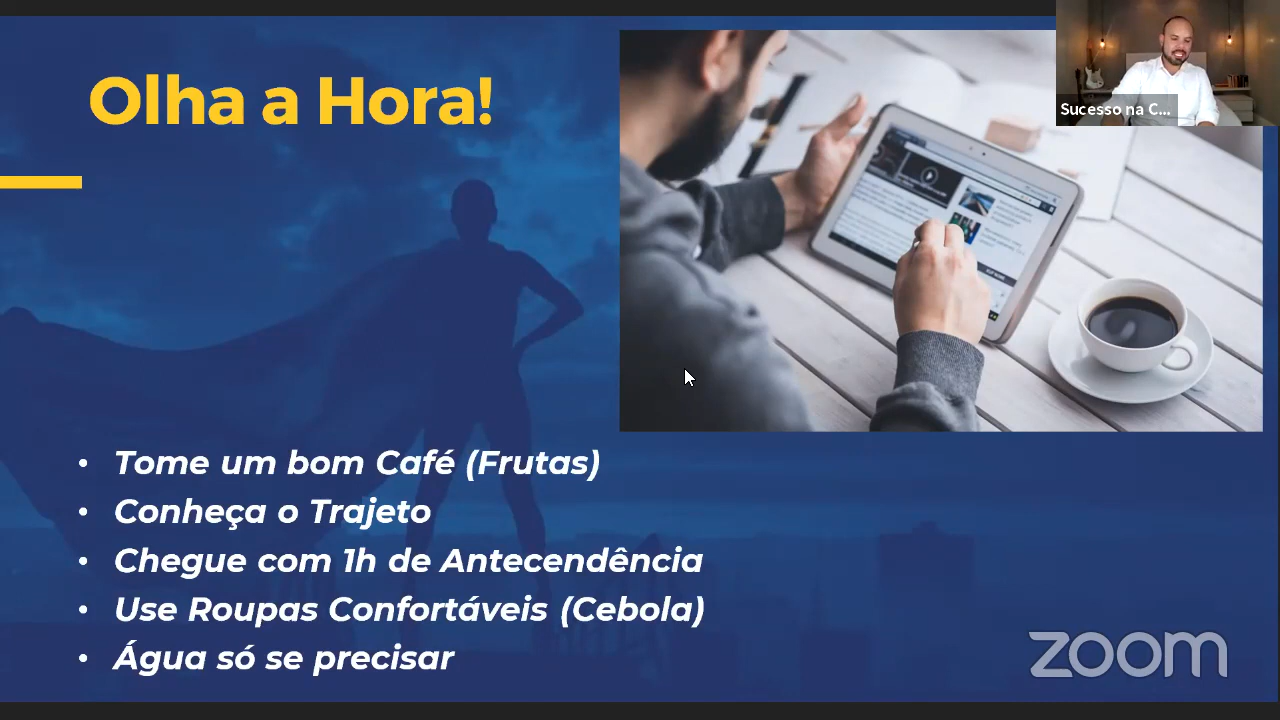 Olha a Hora!
Sucesso na C...
• Tome um bom Café (Frutas)
• Conheça o Trajeto
• Chegue com 1h de Antecendência
• Use Roupas Confortáveis (Cebola)
• Água só se precisar
zoom